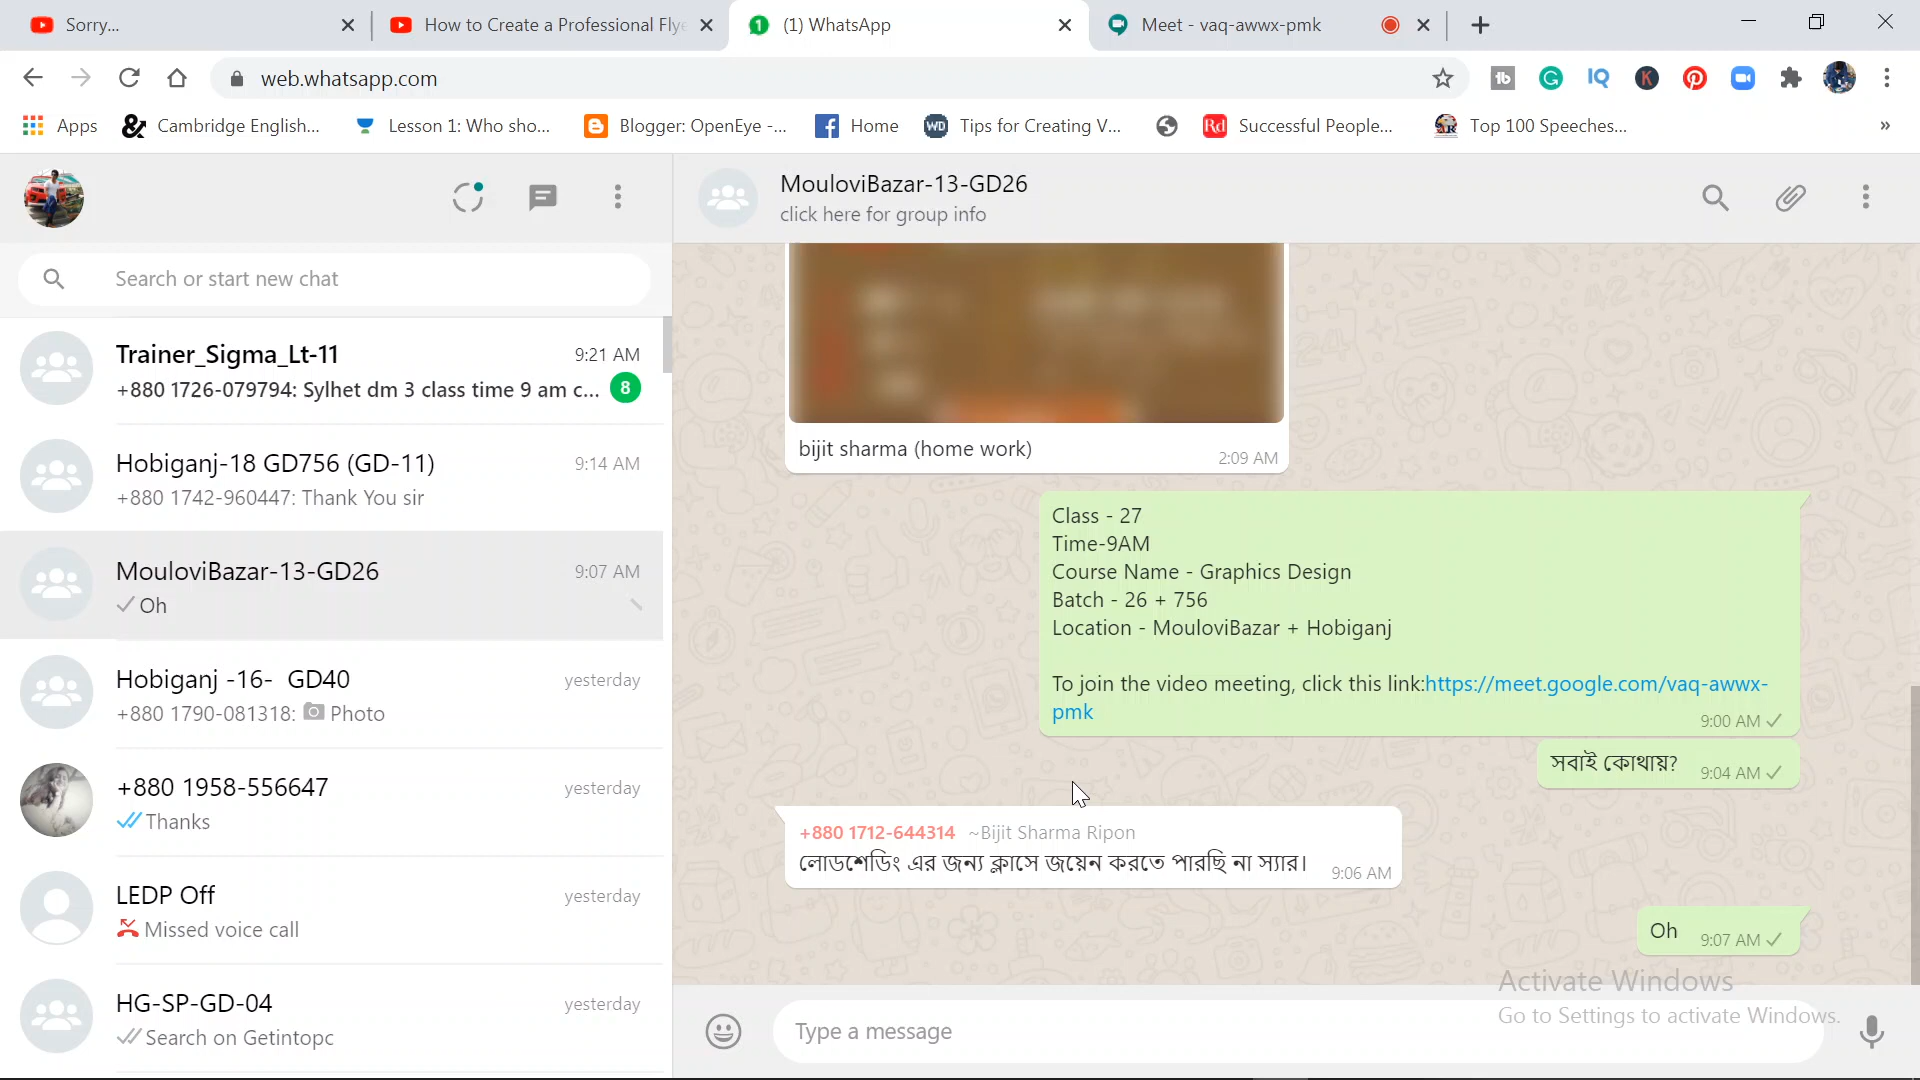 Sorry...
How to Create a Professional Flye
(1) WhatsApp
Meet - vaq-awwx-pmk
web.whatsapp.com
Apps
Cambridge English...
Lesson 1: Who sho...
Blogger: OpenEye -...
Home
Tips for Creating V...
Successful People...
Top 100 Speeches...
»
MouloviBazar-13-GD26
click here for group info
Search or start new chat
Trainer_Sigma_Lt-11
9:21 AM
+880 1726-079794: Sylhet dm 3 class time 9 am c...
8
Hobiganj-18 GD756 (GD-11)
9:14 AM
+880 1742-960447: Thank You sir
MouloviBazar-13-GD26
9:07 AM
Oh
Hobiganj -16- GD40
yesterday
+880 1790-081318: Photo
+880 1958-556647
yesterday
Thanks
LEDP Off
yesterday
Missed voice call
HG-SP-GD-04
yesterday
Search on Getintopc
bijit sharma (home work)
2:09 AM
Class - 27
Time-9AM
Course Name - Graphics Design
Batch - 26 + 756
Location - MouloviBazar + Hobiganj
To join the video meeting, click this link:https://meet.google.com/vaq-awwx-
pmk
9:00 AM
সবাই কোথায়?
9:04 AM
+880 1712-644314 ~Bijit Sharma Ripon
লোডশেডিং এর জন্য ক্লাসে জয়েন করতে পারছি না স্যার।
9:06 AM
Oh
9:07 AM
Activate Windows
Go to Settings to activate Windows.
Type a message